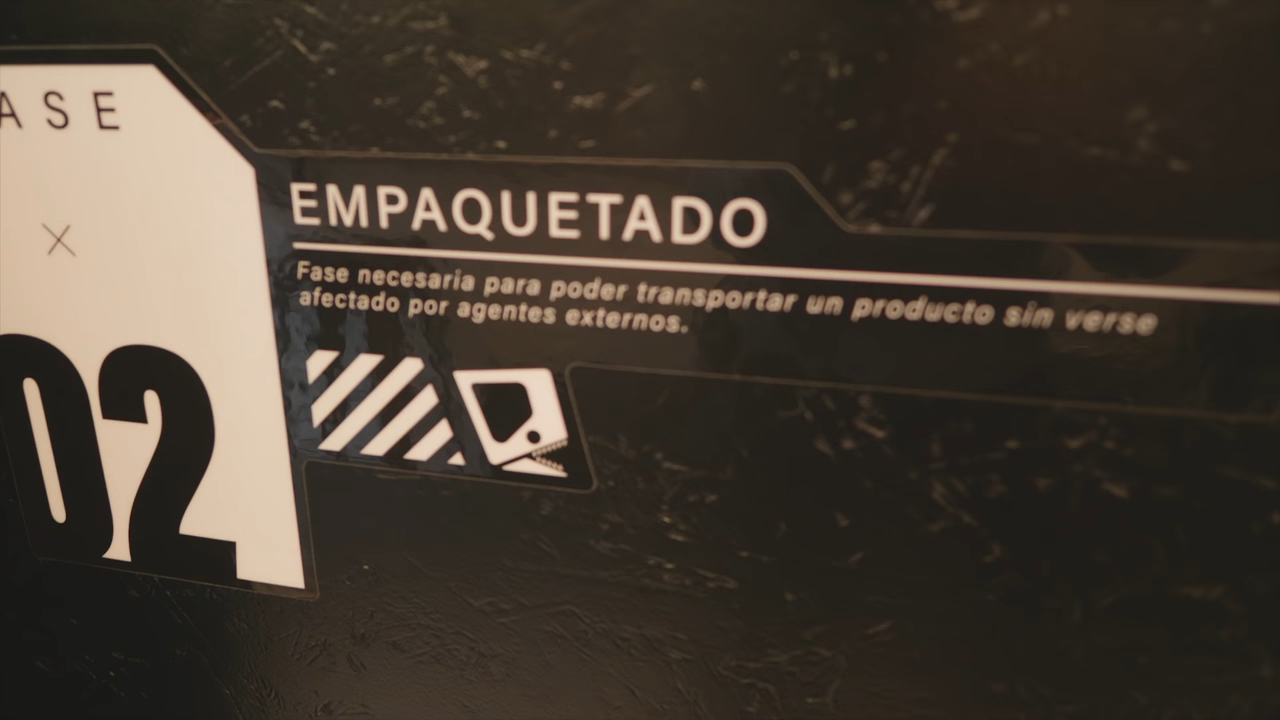 ASE
02
EMPAQUETADO
Fase necesaria para poder transportar un producto sin verse
afectado por agentes externos.